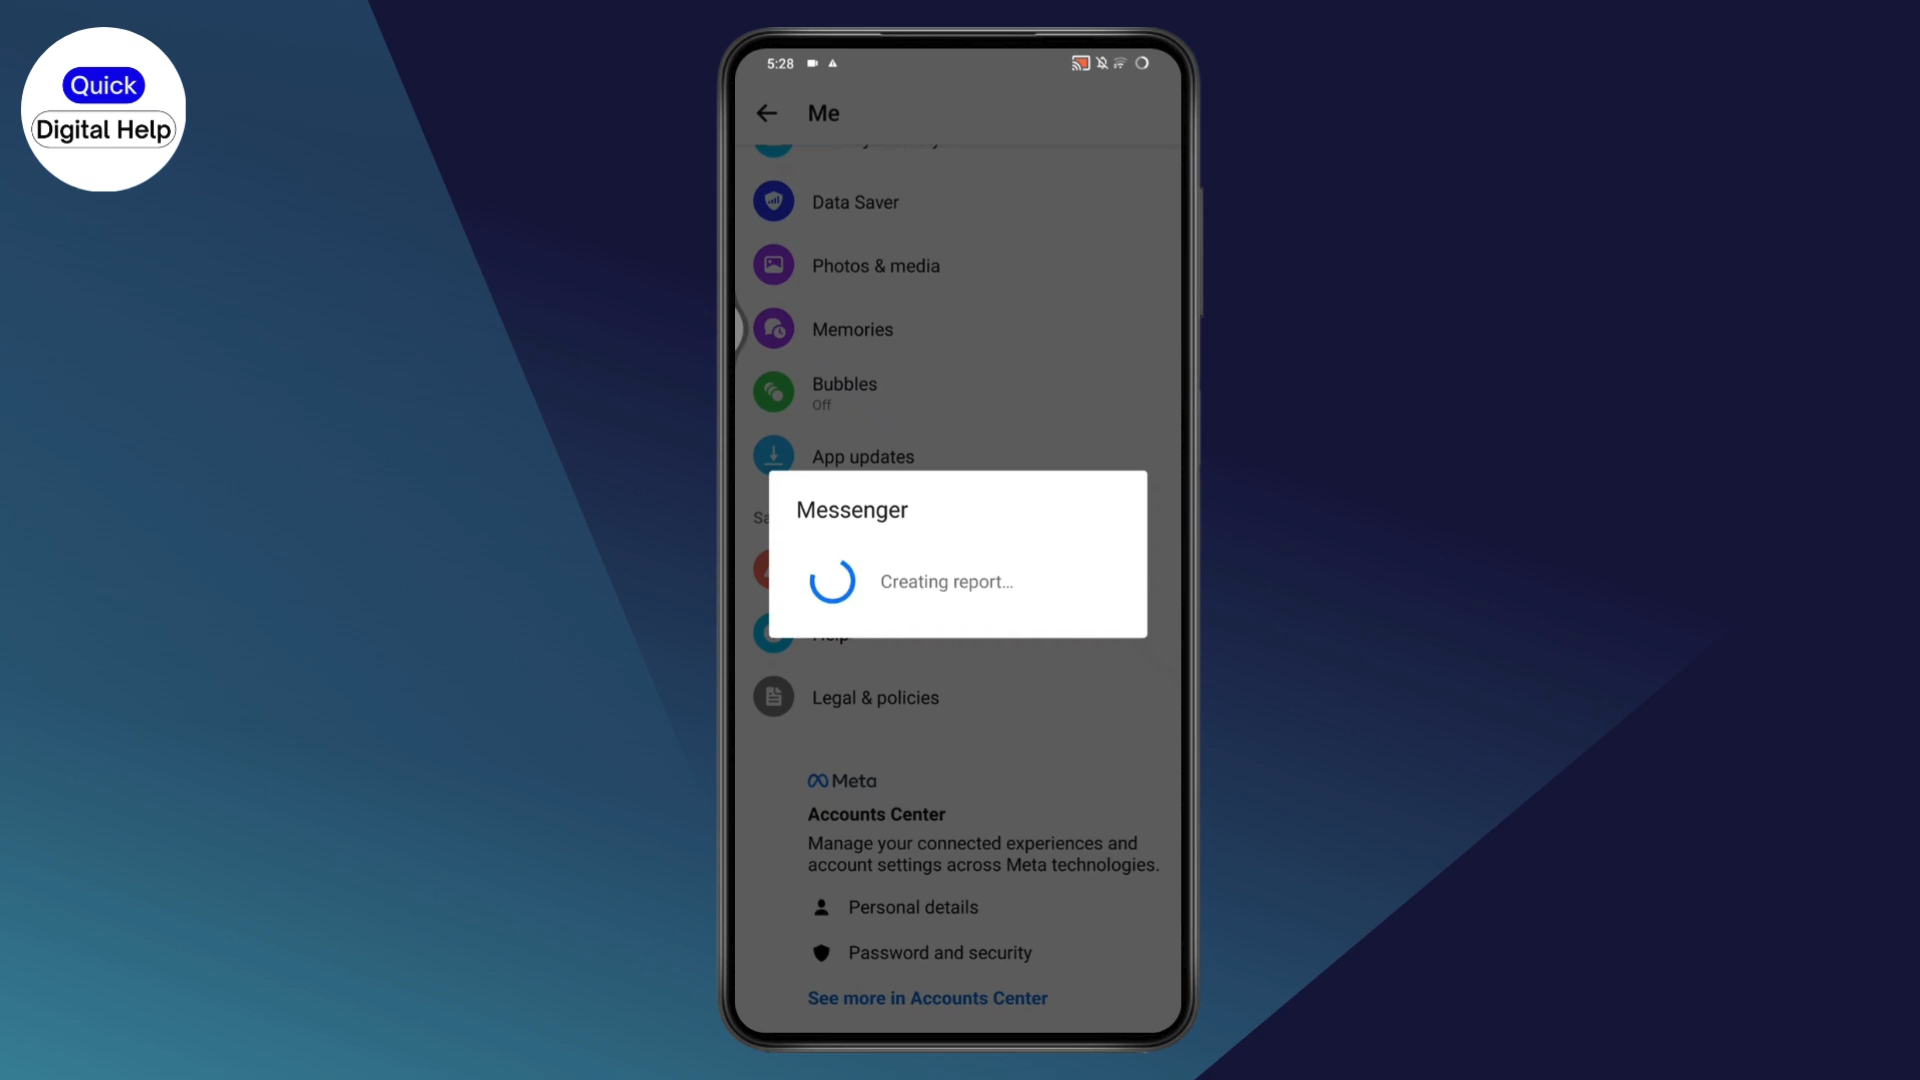 Quick
Digital Help
5:28
Me
Data Saver
Photos & media
Memories
Bubbles
Off
App updates
Messenger
Creating report...
Help
Legal & policies
Meta
Accounts Center
Manage your connected experiences and
account settings across Meta technologies.
Personal details
Password and security
See more in Accounts Center